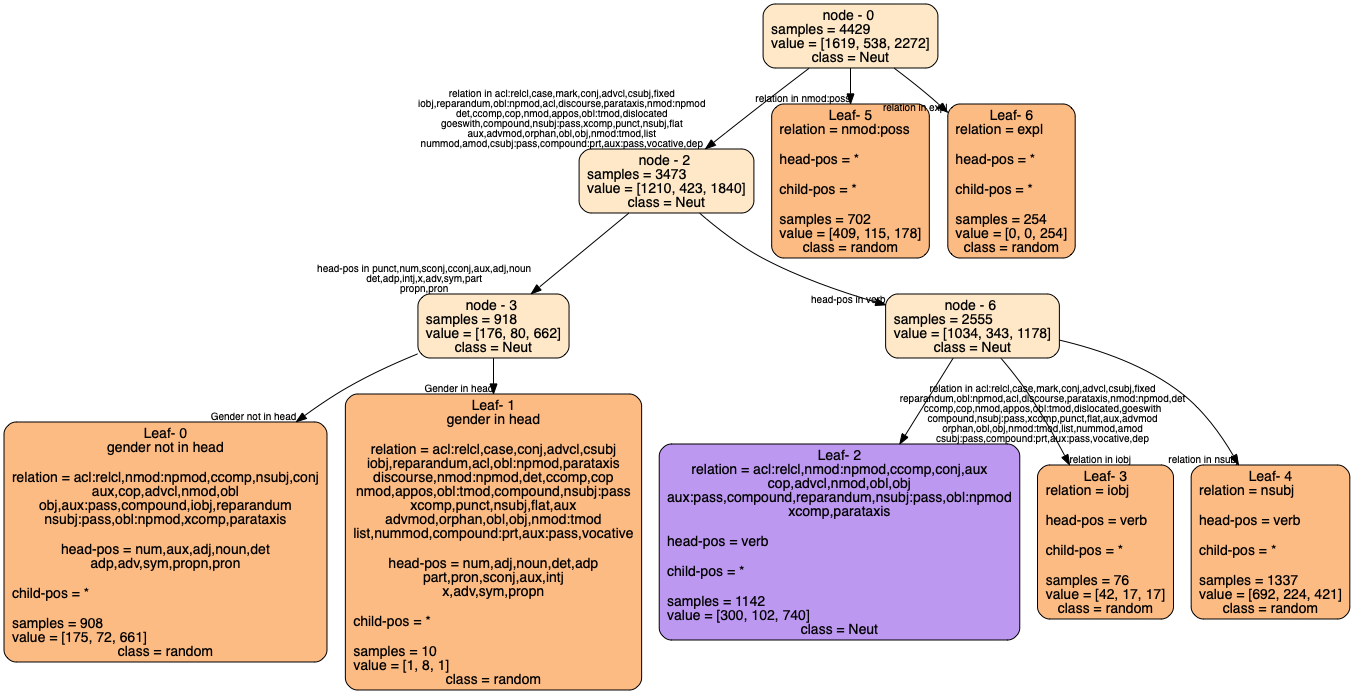 node - 0
samples = 4429
value = [1619, 538, 2272]
class = Neut
relation in acl:relcl,case,mark,conj,advcl,csubj,fixed
iobj,reparandum,obl:npmod,acl,discourse,parataxis,nmod:npmod
det,ccomp,cop,nmod,appos,obl:tmod,dislocated
goeswith,compound,nsubj:pass,xcomp,punct,nsubj,flat
aux,advmod,orphan,obl,obj,nmod:tmod,list
nummod,amod,csubj:pass,compound:prt,aux:pass,vocative,dep
relation in nmod:poss
relation in expl
node - 2
samples = 3473
value = [1210, 423, 1840]
class = Neut
Leaf- 5
relation = nmod:poss
head-pos = *
child-pos = *
samples = 702
value = [409, 115, 178]
class = random
Leaf- 6
relation = expl
head-pos = *
child-pos = *
samples = 254
value = [0, 0, 254]
class = random
head-pos in punct,num,sconj,cconj,aux,adj,noun
det,adp,intj,x,adv,sym,part
propn,pron
head-pos in verb
node - 3
samples = 918
value = [176, 80, 662]
class = Neut
node - 6
samples = 2555
value = [1034, 343, 1178]
class = Neut
Gender not in head
Gender in head
relation in acl:relcl,case,mark,conj,advcl,csubj,fixed
reparandum,obl:npmod,acl,discourse,parataxis,nmod:npmod,det
ccomp,cop,nmod,appos,obl:tmod,dislocated,goeswith
compound,nsubj:pass,xcomp,punct,flat,aux,advmod
orphan,obl,obj,nmod:tmod,list,nummod,amod
csubj:pass,compound:prt,aux:pass,vocative,dep
relation in iobj
relation in nsubj
Leaf- 0
gender not in head
relation = acl:relcl,nmod:npmod,ccomp,nsubj,conj
aux,cop,advcl,nmod,obl
obj,aux:pass,compound,iobj,reparandum
nsubj:pass,obl:npmod,xcomp,parataxis
head-pos = num,aux,adj,noun,det
adp,adv,sym,propn,pron
child-pos = *
samples = 908
value = [175, 72, 661]
class = random
Leaf- 1
gender in head
relation = acl:relcl,case,conj,advcl,csubj
iobj,reparandum,acl,obl:npmod,parataxis
discourse,nmod:npmod,det,ccomp,cop
nmod,appos,obl:tmod,compound,nsubj:pass
xcomp,punct,nsubj,flat,aux
advmod,orphan,obl,obj,nmod:tmod
list,nummod,compound:prt,aux:pass,vocative
head-pos = num,adj,noun,det,adp
part,pron,sconj,aux,intj
x,adv,sym,propn
child-pos = *
samples = 10
value = [1, 8, 1]
class = random
Leaf- 2
relation = acl:relcl,nmod:npmod,ccomp,conj,aux
cop,advcl,nmod,obl,obj
aux:pass,compound,reparandum,nsubj:pass,obl:npmod
xcomp,parataxis
head-pos = verb
child-pos = *
samples = 1142
value = [300, 102, 740]
class = Neut
Leaf- 3
relation = iobj
head-pos = verb
child-pos = *
samples = 76
value = [42, 17, 17]
class = random
Leaf- 4
relation = nsubj
head-pos = verb
child-pos = *
samples = 1337
value = [692, 224, 421]
class = random